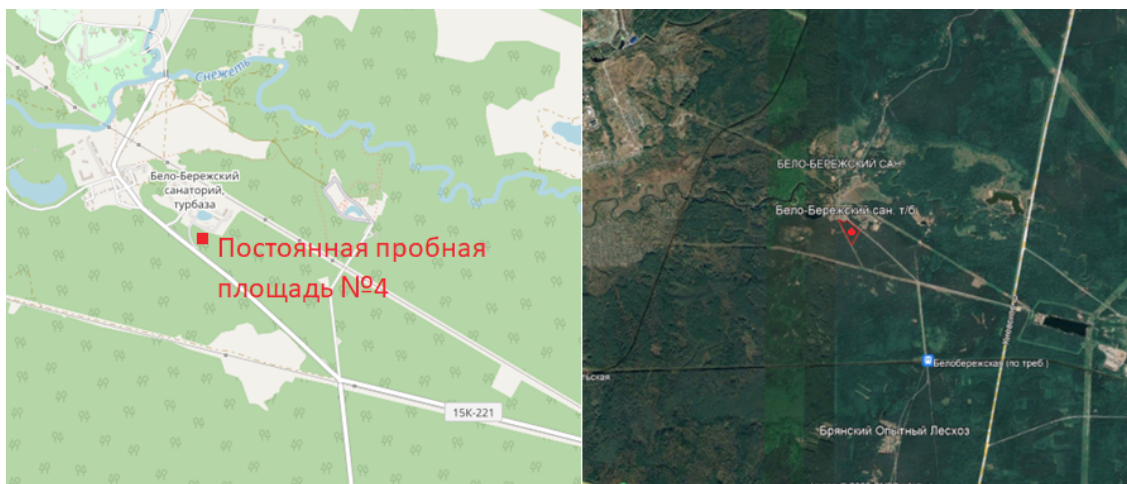 Снежеть
Бело-Бережский
санаторий,
турбаза
Постоянная пробная
площадь №4
15К-221
БЕЛО-БЕРЕЖСКИЙ САН
Бело-Бережский сан. т/б.
Белобережская (по треб.)
ьская
Брянский Опытный Лесхоз